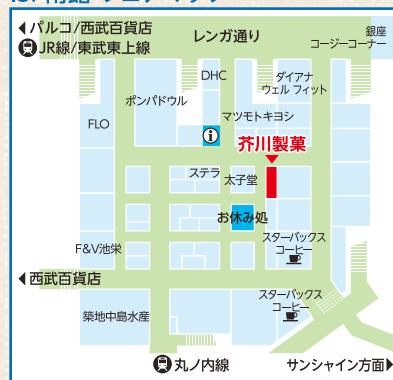 パルコ/西武百貨店
JR線/東武東上線
レンガ通り
銀座
コージーコーナー
DHC
ダイアナ
ウェル フィット
ポンパドウル
マツモトキヨシ
FLO
i
芥川製菓
ステラ
太子堂
お休み処
スターバックス
コーヒー
F&V池栄
西武百貨店
スターバックス
コーヒー
築地中島水産
丸ノ内線
サンシャイン方面